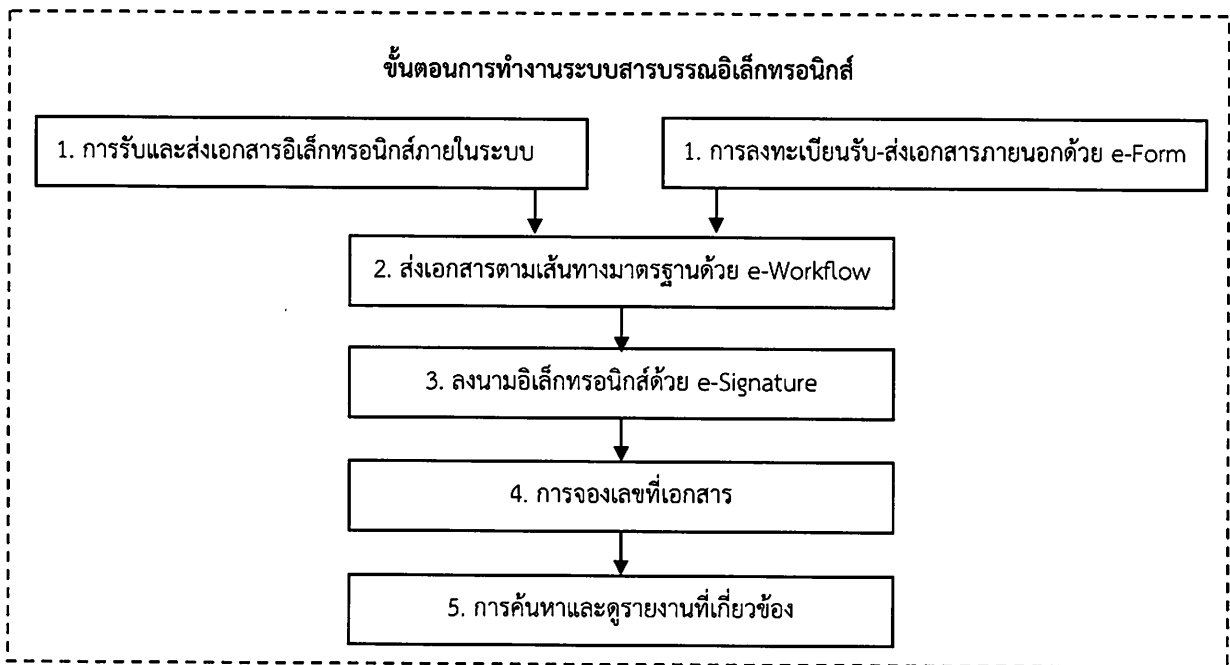 ขั้นตอนการทำงานระบบสารบรรณอิเล็กทรอนิกส์
1. การรับและส่งเอกสารอิเล็กทรอนิกส์ภายในระบบ
1. การลงทะเบียนรับ-ส่งเอกสารภายนอกด้วย e-Form
2. ส่งเอกสารตามเส้นทางมาตรฐานด้วย e-Workflow
3. ลงนามอิเล็กทรอนิกส์ด้วย e-Signature
4. การจองเลขที่เอกสาร
5. การค้นหาและดูรายงานที่เกี่ยวข้อง